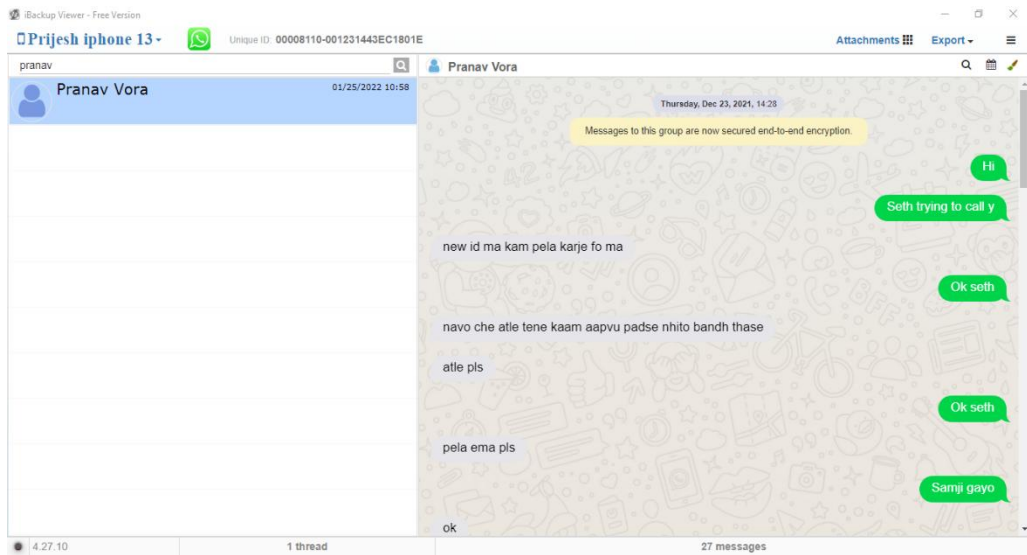 iBackup Viewer - Free Version
Prijesh iphone 13
Unique ID: 00008110-001231443EC1801E
Attachments
Export
pranav
Pranav Vora
01/25/2022 10:58
Pranav Vora
Thursday, Dec 23, 2021, 14:28
Messages to this group are now secured end-to-end encryption.
Hi
Seth trying to call y
new id ma kam pela karje fo ma
Ok seth
navo che atle tene kaam aapvu padse nhito bandh thase
atle pls
Ok seth
pela ema pls
Samji gayo
ok
4.27.10
1 thread
27 messages